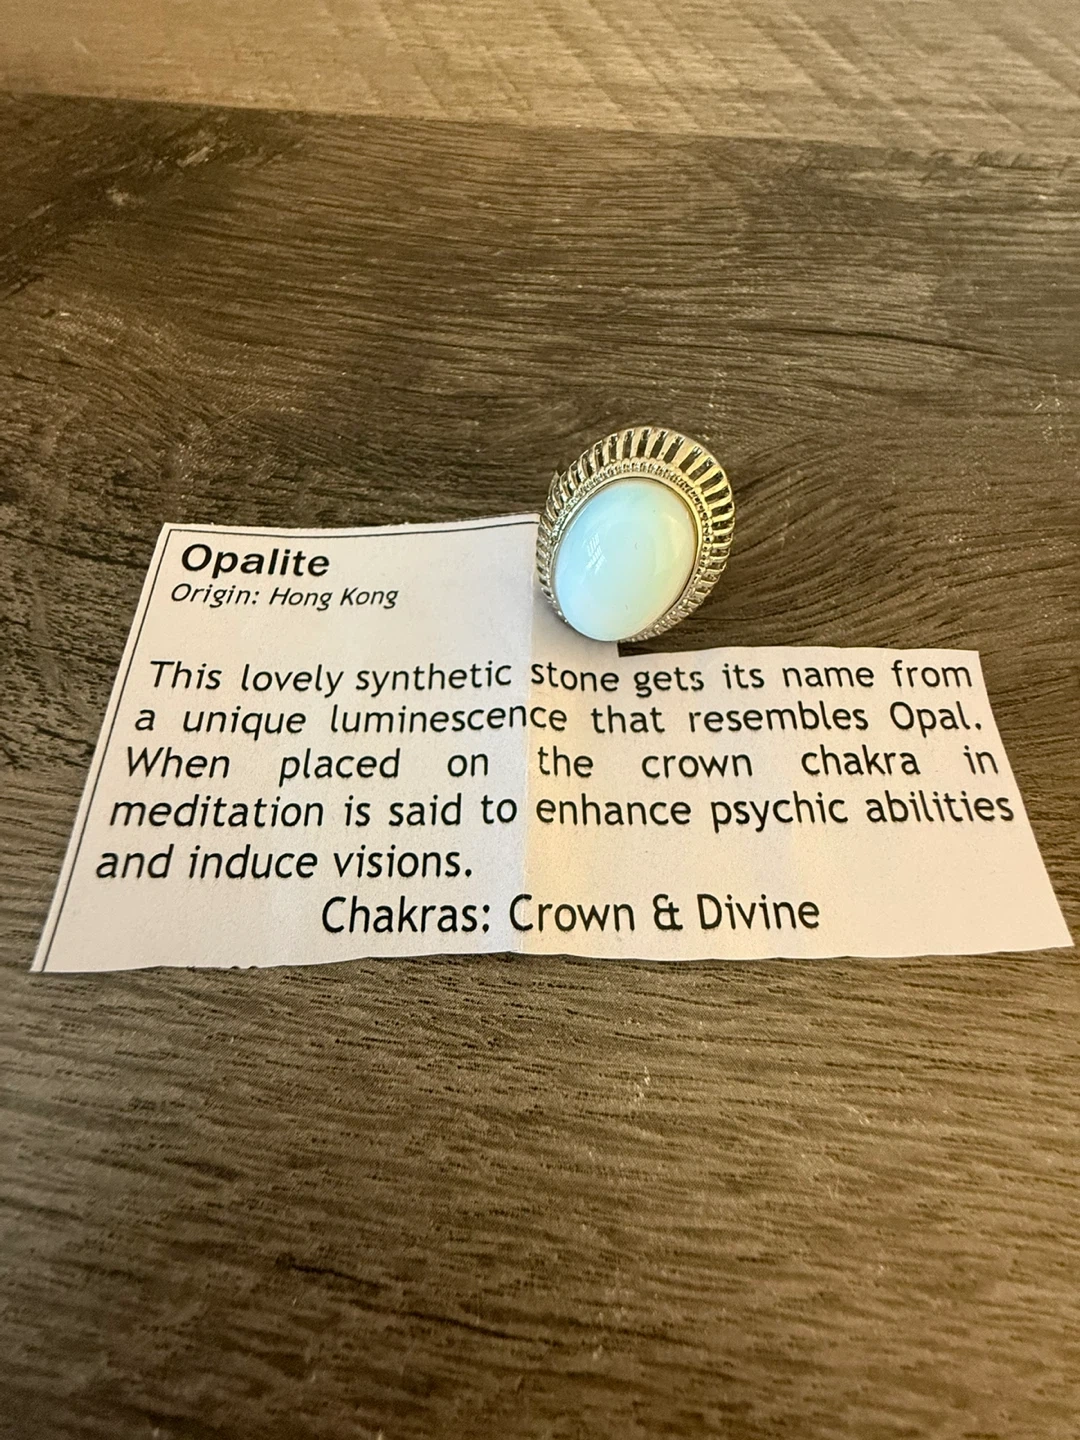 Opalite
Origin: Hong Kong
This lovely synthetic stone gets its name from
a unique luminescence that resembles Opal.
When placed on the crown chakra in
meditation is said to enhance psychic abilities
and induce visions.
Chakras: Crown & Divine